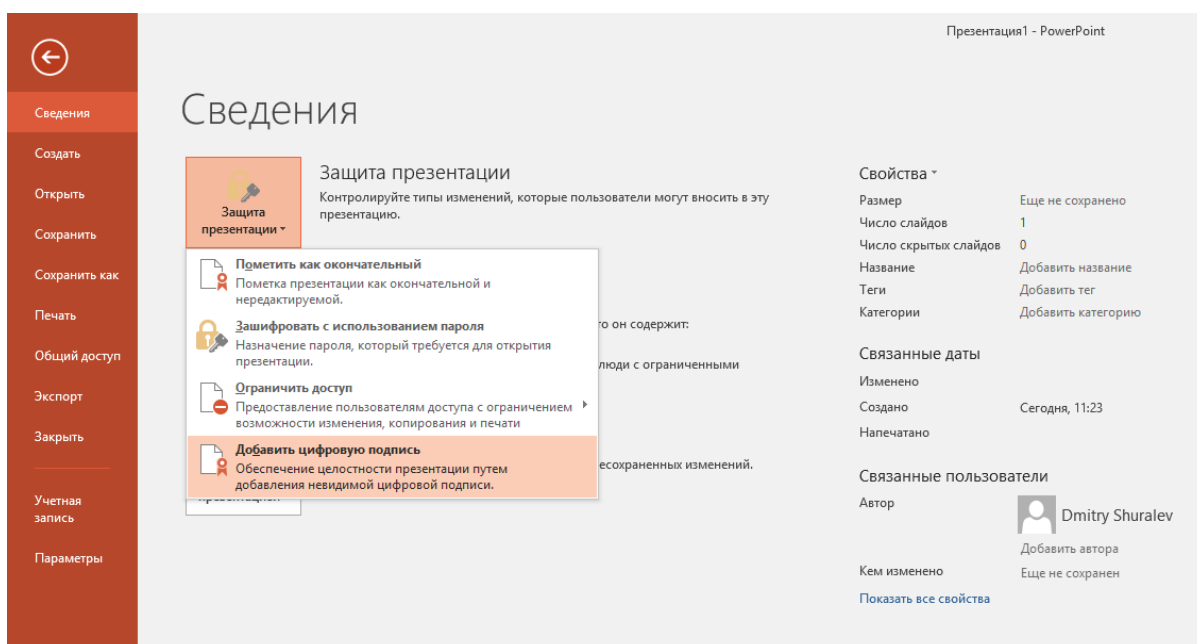 Презентация1 - PowerPoint
Сведения
Создать
Открыть
Сохранить
Сохранить как
Печать
Общий доступ
Экспорт
Закрыть
Учетная
запись
Параметры
Сведения
Защита
презентации
Защита презентации
Контролируйте типы изменений, которые пользователи могут вносить в эту
презентацию.
Пометить как окончательный
Пометка презентации как окончательной и
нередактируемой.
Зашифровать с использованием пароля
Назначение пароля, который требуется для открытия
презентации.
Ограничить доступ
Предоставление пользователям доступа с ограничением
возможности изменения, копирования и печати
Добавить цифровую подпись
Обеспечение целостности презентации путем
добавления невидимой цифровой подписи.
то он содержит:
люди с ограниченными
есохраненных изменений.
Свойства
Размер Еще не сохранено
Число слайдов 1
Число скрытых слайдов 0
Название Добавить название
Теги Добавить тег
Категории Добавить категорию
Связанные даты
Изменено
Создано Сегодня, 11:23
Напечатано
Связанные пользователи
Автор Dmitry Shuralev
Добавить автора
Кем изменено Еще не сохранен
Показать все свойства